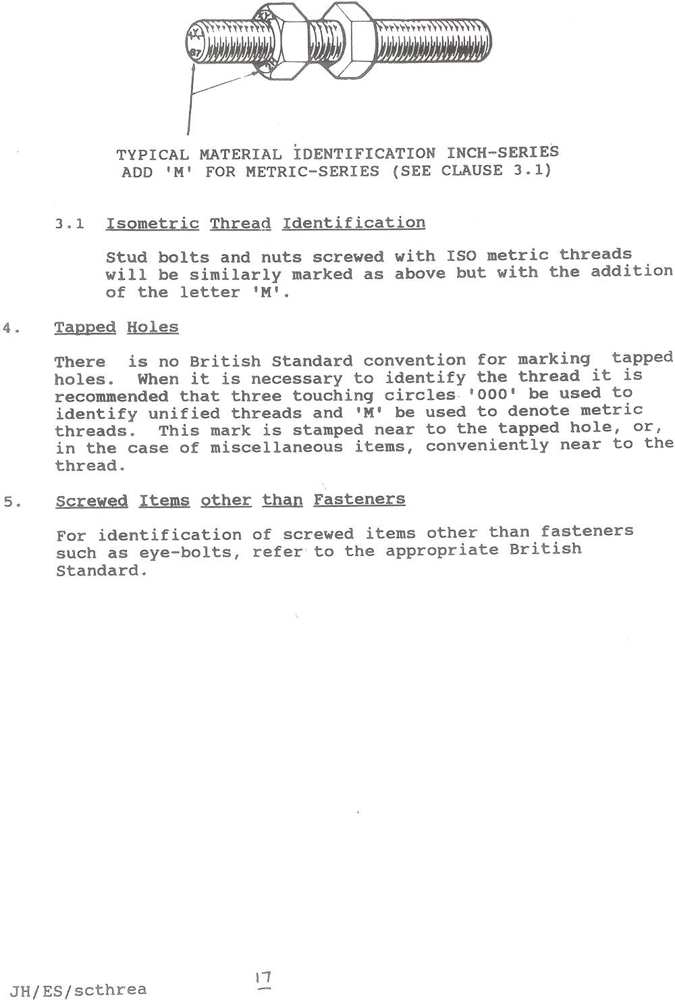 B7
2H
TYPICAL MATERIAL IDENTIFICATION INCH-SERIES
ADD 'M' FOR METRIC-SERIES (SEE CLAUSE 3.1)
3.1 Isometric Thread Identification
Stud bolts and nuts screwed with ISO metric threads
will be similarly marked as above but with the addition
of the letter 'M'.
4. Tapped Holes
There is no British Standard convention for marking tapped
holes. When it is necessary to identify the thread it is
recommended that three touching circles '000' be used to
identify unified threads and 'M' be used to denote metric
threads. This mark is stamped near to the tapped hole, or,
in the case of miscellaneous items, conveniently near to the
thread.
5. Screwed Items other than Fasteners
For identification of screwed items other than fasteners
such as eye-bolts, refer to the appropriate British
Standard.
17
JH/ES/scthrea